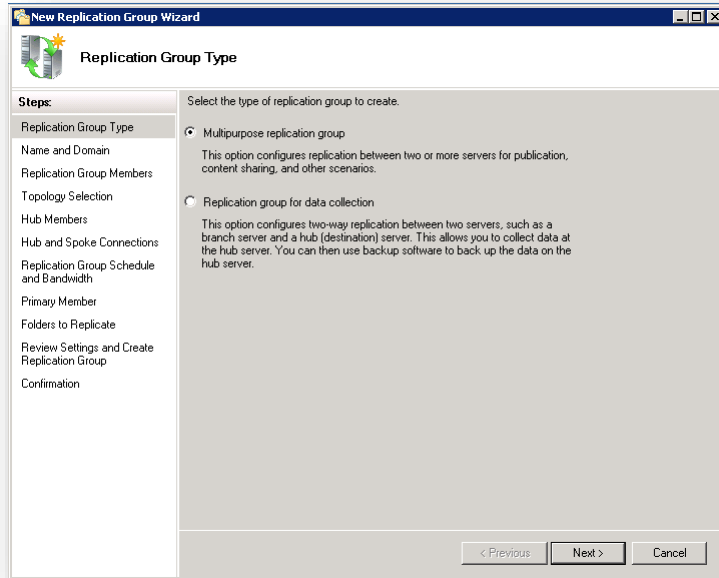 New Replication Group Wizard
Replication Group Type
Steps:
Replication Group Type
Name and Domain
Replication Group Members
Topology Selection
Hub Members
Hub and Spoke Connections
Replication Group Schedule
and Bandwidth
Primary Member
Folders to Replicate
Review Settings and Create
Replication Group
Confirmation
Select the type of replication group to create.
Multipurpose replication group
This option configures replication between two or more servers for publication,
content sharing, and other scenarios.
Replication group for data collection
This option configures two-way replication between two servers, such as a
branch server and a hub (destination) server. This allows you to collect data at
the hub server. You can then use backup software to back up the data on the
hub server.
< Previous
Next >
Cancel